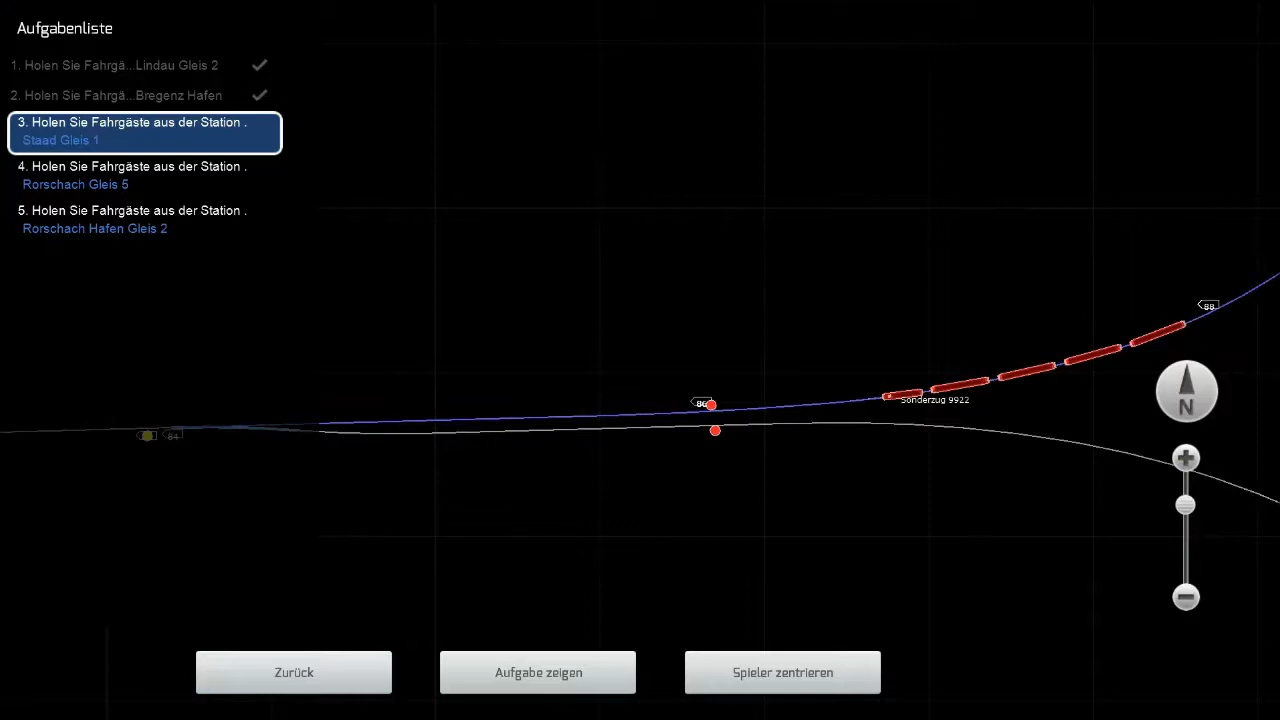 Aufgabenliste
1. Holen Sie Fahrgä...Lindau Gleis 2
2. Holen Sie Fahrgä...Bregenz Hafen
3. Holen Sie Fahrgäste aus der Station .
Staad Gleis 1
4. Holen Sie Fahrgäste aus der Station .
Rorschach Gleis 5
5. Holen Sie Fahrgäste aus der Station .
Rorschach Hafen Gleis 2
88
86
Sonderzug 9922
84
N
Zurück
Aufgabe zeigen
Spieler zentrieren